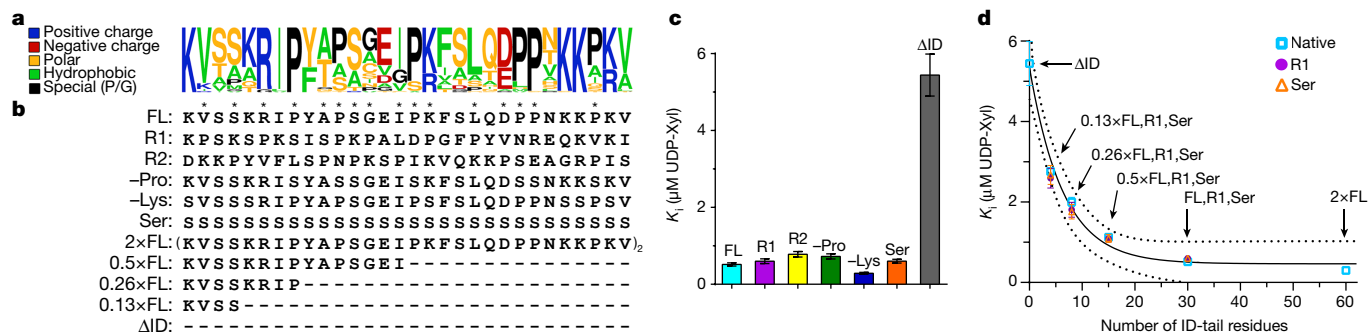 a
Positive charge
Negative charge
Polar
Hydrophobic
Special (P/G)
KVSSKRIPYAPSGEIPKFSLQDPPNKKPKV
b
* * * * * * * * * * * * * *
FL: KVSSKRIPYAPSGEIPKFSLQDPPNKKPKV
R1: KPSKSPKSISPKPALDPGFPYVNREQKVKI
R2: DKKPYVFLSPNPKSPIKVQKKPSEAGRPIS
–Pro: KVSSKRISYASSGEISKFSLQDSSNKKSKV
–Lys: KVSSKRIPYAPSGEIPSFSLQDPPNSSPSV
Ser: SSSSSSSSSSSSSSSSSSSSSSSSSSSSSS
2×FL: (KVSSKRIPYAPSGEIPKFSLQDPPNKKPKV)2
0.5×FL: KVSSKRIPYAPSGEI---------------
0.26×FL: KVSSKRIP----------------------
0.13×FL: KVSS--------------------------
ΔID: ------------------------------
c
Ki (μM UDP-Xyl)
6
4
2
0
FL
R1
R2
–Pro
–Lys
Ser
ΔID
d
Ki (μM UDP-Xyl)
6
4
2
0
Native
R1
Ser
ΔID
0.13×FL,R1,Ser
0.26×FL,R1,Ser
0.5×FL,R1,Ser
FL,R1,Ser
2×FL
0 10 20 30 40 50 60
Number of ID-tail residues